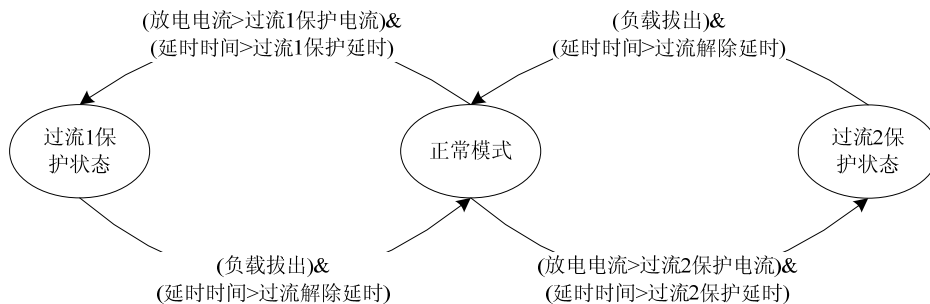 (放电电流>过流1保护电流)&
(延时时间>过流1保护延时)
(负载拔出)&
(延时时间>过流解除延时)
过流1保
护状态
正常模式
过流2保
护状态
(负载拔出)&
(延时时间>过流解除延时)
(放电电流>过流2保护电流)&
(延时时间>过流2保护延时)